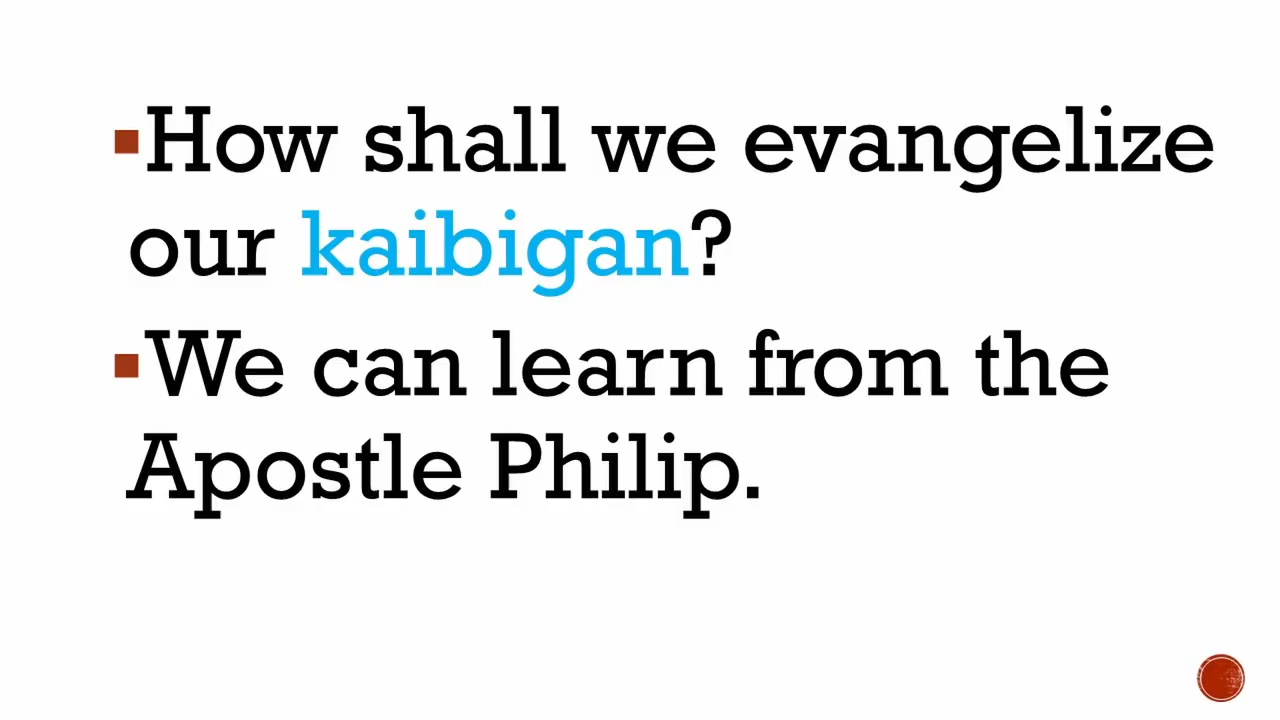 ▪How shall we evangelize
our kaibigan?
▪We can learn from the
Apostle Philip.